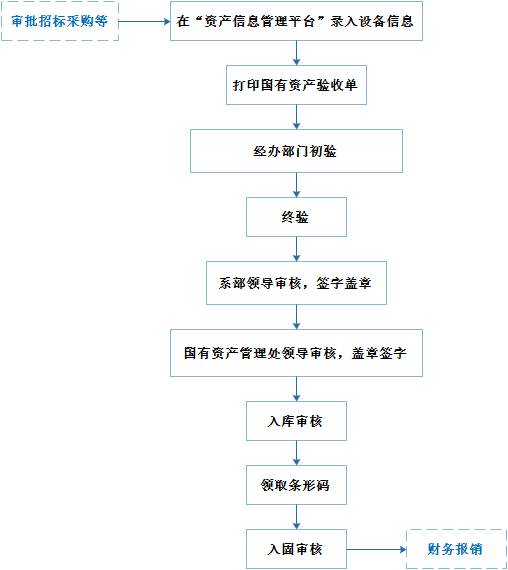 审批招标采购等
在“资产信息管理平台”录入设备信息
打印国有资产验收单
经办部门初验
终验
系部领导审核，签字盖章
国有资产管理处领导审核，盖章签字
入库审核
领取条形码
入固审核
财务报销